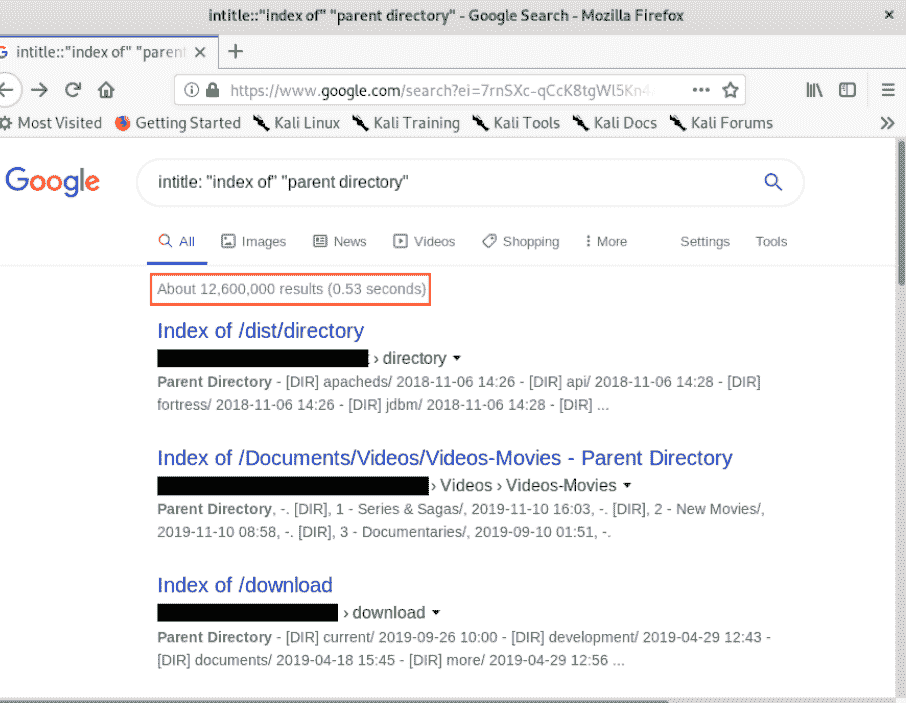 intitle::"index of" "parent directory" - Google Search - Mozilla Firefox
intitle::"index of" "parent
https://www.google.com/search?ei=7rnSXc-qCcK8tgWl5Kn4
Most Visited Getting Started Kali Linux Kali Training Kali Tools Kali Docs Kali Forums
Google
intitle: "index of" "parent directory"
All Images News Videos Shopping More Settings Tools
About 12,600,000 results (0.53 seconds)
Index of /dist/directory
› directory
Parent Directory - [DIR] apacheds/ 2018-11-06 14:26 - [DIR] api/ 2018-11-06 14:28 - [DIR]
fortress/ 2018-11-06 14:26 - [DIR] jdbm/ 2018-11-06 14:28 - [DIR] ...
Index of /Documents/Videos/Videos-Movies - Parent Directory
› Videos › Videos-Movies
Parent Directory, -. [DIR], 1 - Series & Sagas/, 2019-11-10 16:03, -. [DIR], 2 - New Movies/,
2019-11-10 08:58, -. [DIR], 3 - Documentaries/, 2019-09-10 01:51, -.
Index of /download
› download
Parent Directory - [DIR] current/ 2019-09-26 10:00 - [DIR] development/ 2019-04-29 12:43 -
[DIR] documents/ 2019-04-18 15:45 - [DIR] more/ 2019-04-29 12:56 ...